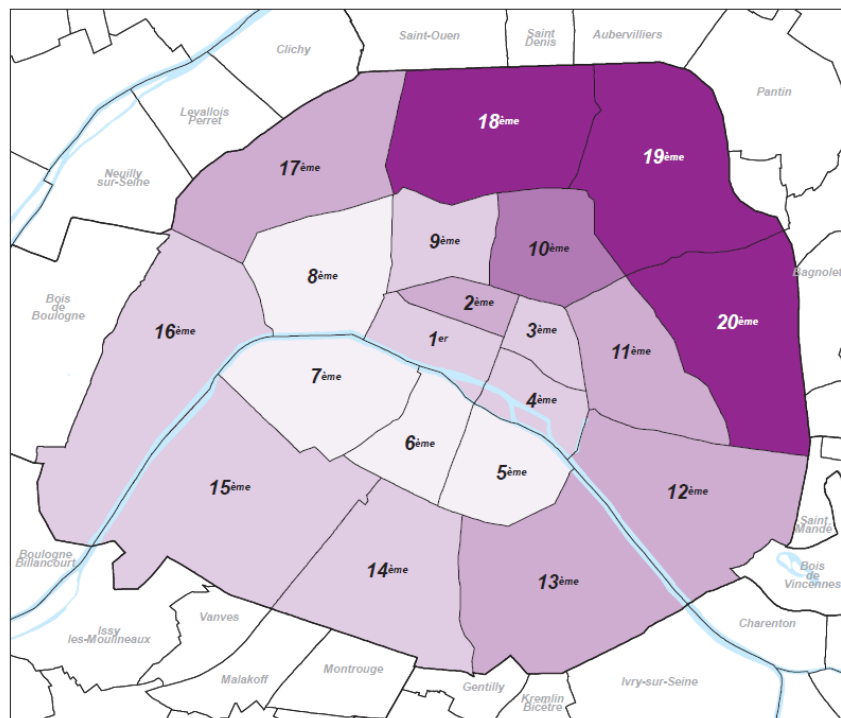 Clichy
Saint-Ouen
Saint
Denis
Aubervilliers
Pantin
Levallois
Perret
Neuilly
sur-Seine
18ème
19ème
17ème
9ème
10ème
8ème
Bagnolet
Bois
de
Boulogne
16ème
2ème
1er
3ème
11ème
20ème
7ème
4ème
6ème
5ème
15ème
12ème
Saint
Mandé
Boulogne
Billancourt
14ème
13ème
Bois
de
Vincennes
Issy
les-Moulineaux
Vanves
Charenton
Malakoff
Montrouge
Gentilly
Kremlin
Bicètre
Ivry-sur-Seine